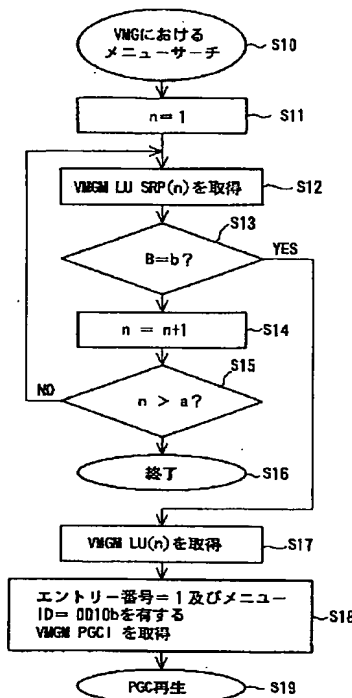 VMGにおける
メニューサーチ
S10
n=1
S11
VMGM LU SRP(n)を取得
S12
S13
B=b?
YES
n = n+1
S14
S15
NO
n > a?
終了
S16
VMGM LU(n)を取得
S17
エントリー番号=1 及びメニュー
ID= 0010bを有する
VMGM PGCI を取得
S18
PGC再生
S19